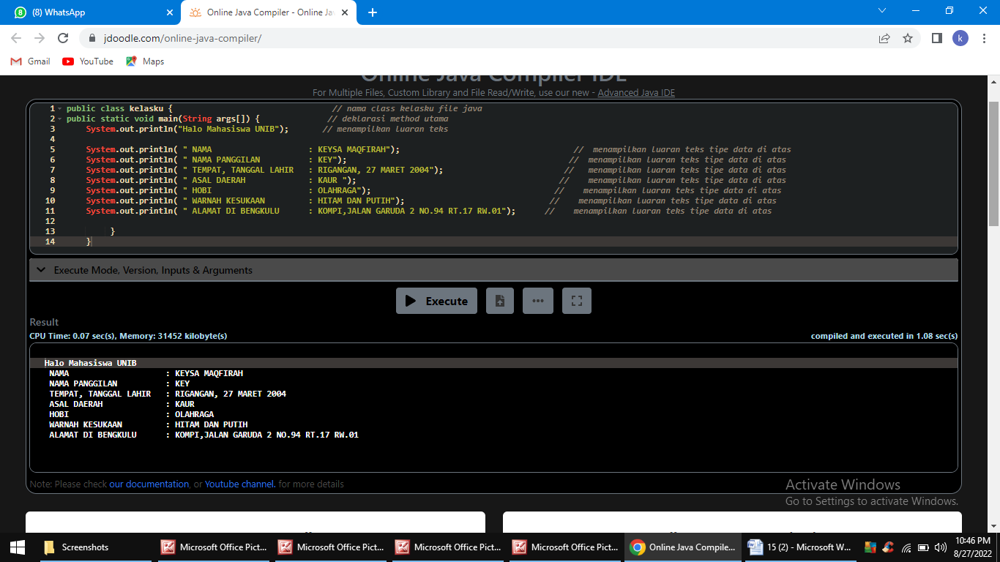 (8) WhatsApp
Online Java Compiler - Online Jav
jdoodle.com/online-java-compiler/
k
Gmail
YouTube
Maps
Online Java Compiler IDE
For Multiple Files, Custom Library and File Read/Write, use our new - Advanced Java IDE
1 public class kelasku { // nama class kelasku file java
2 public static void main(String args[]) { // deklarasi method utama
3 System.out.println("Halo Mahasiswa UNIB"); // menampilkan luaran teks
4
5 System.out.println( " NAMA : KEYSA MAQFIRAH"); // menampilkan luaran teks tipe data di atas
6 System.out.println( " NAMA PANGGILAN : KEY"); // menampilkan luaran teks tipe data di atas
7 System.out.println( " TEMPAT, TANGGAL LAHIR : RIGANGAN, 27 MARET 2004"); // menampilkan luaran teks tipe data di atas
8 System.out.println( " ASAL DAERAH : KAUR "); // menampilkan luaran teks tipe data di atas
9 System.out.println( " HOBI : OLAHRAGA"); // menampilkan luaran teks tipe data di atas
10 System.out.println( " WARNAH KESUKAAN : HITAM DAN PUTIH"); // menampilkan luaran teks tipe data di atas
11 System.out.println( " ALAMAT DI BENGKULU : KOMPI,JALAN GARUDA 2 NO.94 RT.17 RW.01"); // menampilkan luaran teks tipe data di atas
12
13 }
14 }
Execute Mode, Version, Inputs & Arguments
Execute
Result
CPU Time: 0.07 sec(s), Memory: 31452 kilobyte(s)
compiled and executed in 1.08 sec(s)
Halo Mahasiswa UNIB
NAMA : KEYSA MAQFIRAH
NAMA PANGGILAN : KEY
TEMPAT, TANGGAL LAHIR : RIGANGAN, 27 MARET 2004
ASAL DAERAH : KAUR
HOBI : OLAHRAGA
WARNAH KESUKAAN : HITAM DAN PUTIH
ALAMAT DI BENGKULU : KOMPI,JALAN GARUDA 2 NO.94 RT.17 RW.01
Note: Please check our documentation, or Youtube channel. for more details
Activate Windows
Go to Settings to activate Windows.
Screenshots
Microsoft Office Pict...
Microsoft Office Pict...
Microsoft Office Pict...
Microsoft Office Pict...
Online Java Compile...
15 (2) - Microsoft W...
10:46 PM
8/27/2022